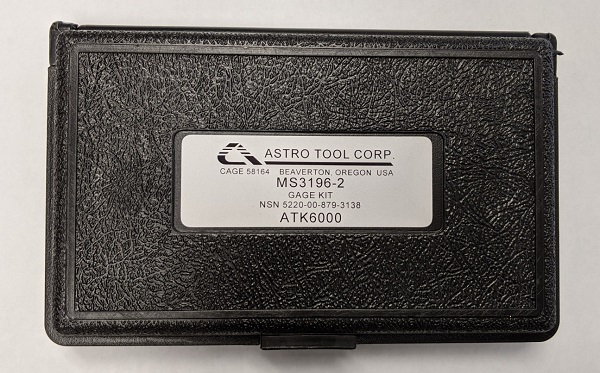 ASTRO TOOL CORP.
CAGE 58164 BEAVERTON, OREGON USA
MS3196-2
GAGE KIT
NSN 5220-00-879-3138
ATK6000